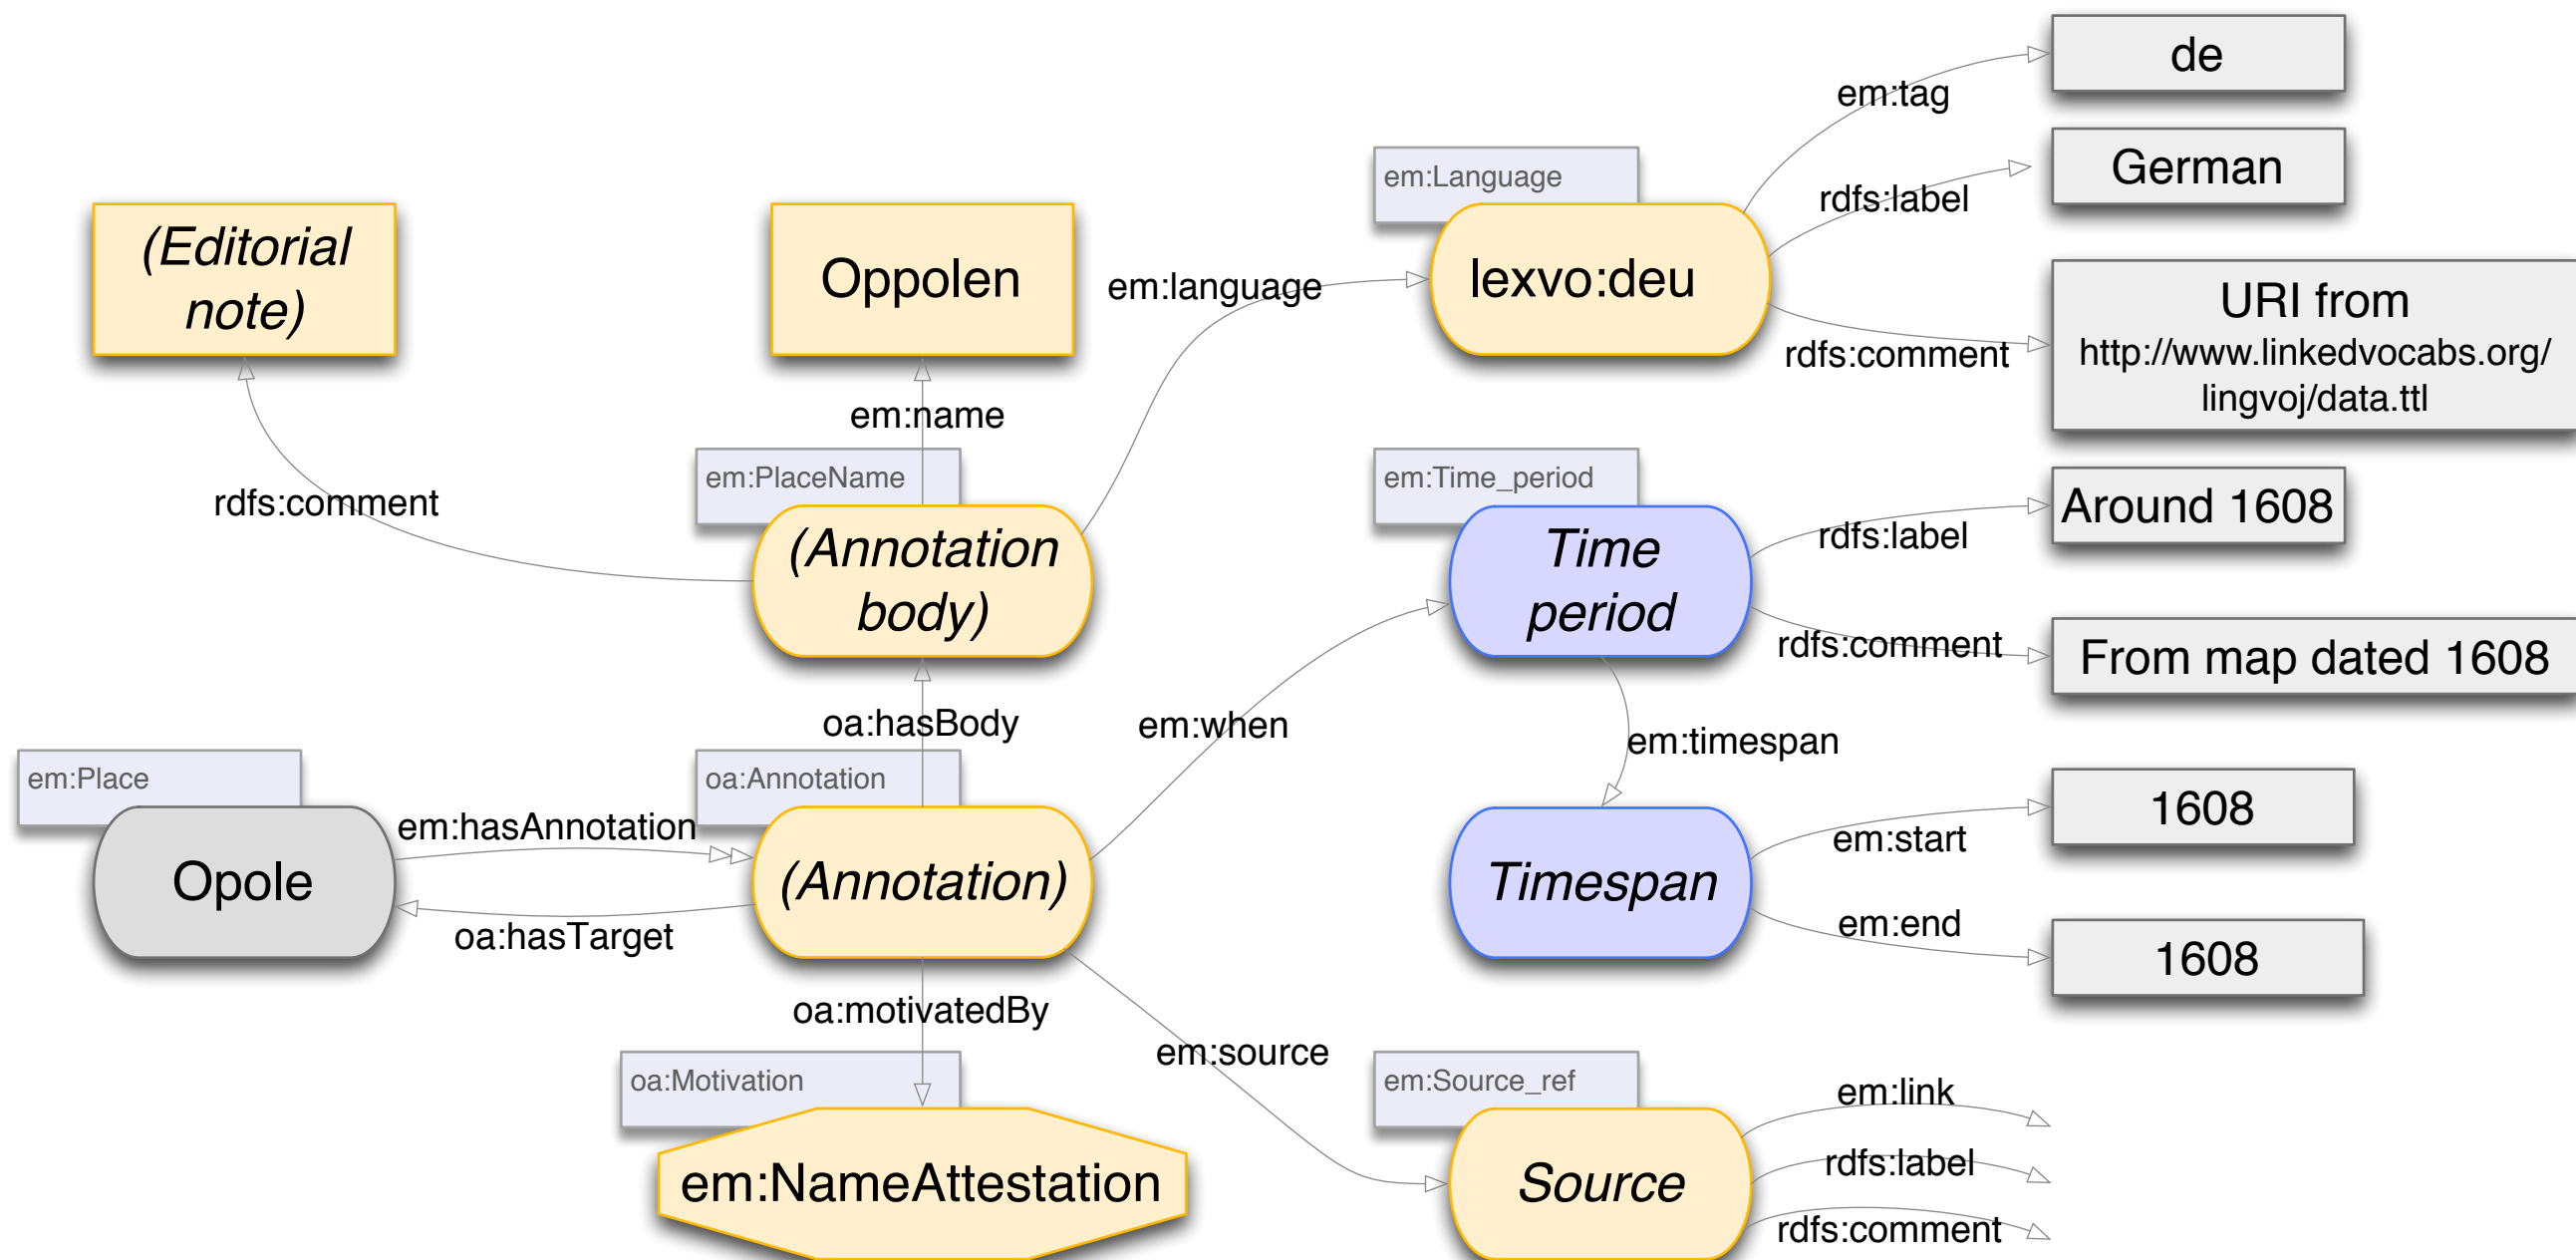 de
em:tag
German
em:Language
rdfs:label
(Editorial
note)
Oppolen
em:language
lexvo:deu
URI from
http://www.linkedvocabs.org/
lingvoj/data.ttl
rdfs:comment
em:name
em:PlaceName
em:Time_period
rdfs:comment
Around 1608
rdfs:label
(Annotation
body)
Time
period
rdfs:comment
From map dated 1608
oa:hasBody
em:when
em:timespan
em:Place
oa:Annotation
em:hasAnnotation
1608
em:start
Opole
(Annotation)
Timespan
oa:hasTarget
em:end
1608
oa:motivatedBy
em:source
oa:Motivation
em:Source_ref
em:link
em:NameAttestation
Source
rdfs:label
rdfs:comment